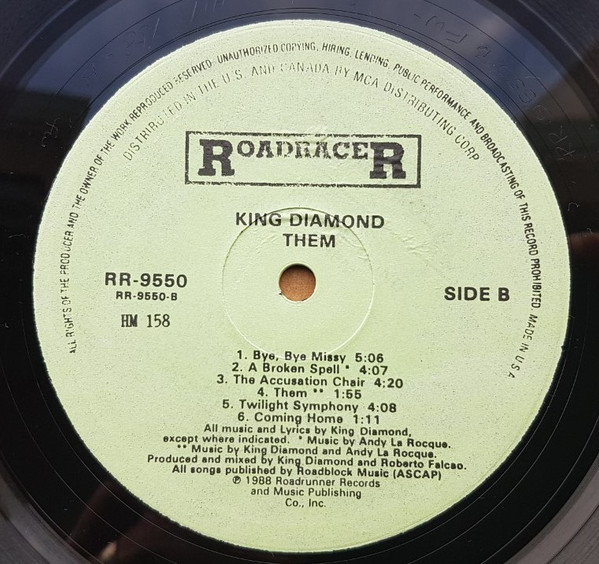 ALL RIGHTS OF THE PRODUCER AND THE OWNER OF THE WORK REPRODUCED RESERVED. UNAUTHORIZED COPYING, HIRING, LENDING, PUBLIC PERFORMANCE AND BROADCASTING OF THIS RECORD PROHIBITED. MADE IN U S A
DISTRIBUTED IN THE U.S. AND CANADA BY MCA DISTRIBUTING CORP
ROADRACER
KING DIAMOND
THEM
RR-9550
RR-9550-B
SIDE B
HM 158
1. Bye, Bye Missy 5:06
2. A Broken Spell * 4:07
3. The Accusation Chair 4:20
4. Them ** 1:55
5. Twilight Symphony 4:08
6. Coming Home 1:11
All music and Lyrics by King Diamond,
except where indicated. * Music by Andy La Rocque.
** Music by King Diamond and Andy La Rocque.
Produced and mixed by King Diamond and Roberto Falcao.
All songs published by Roadblock Music (ASCAP)
℗ 1988 Roadrunner Records
and Music Publishing
Co., Inc.